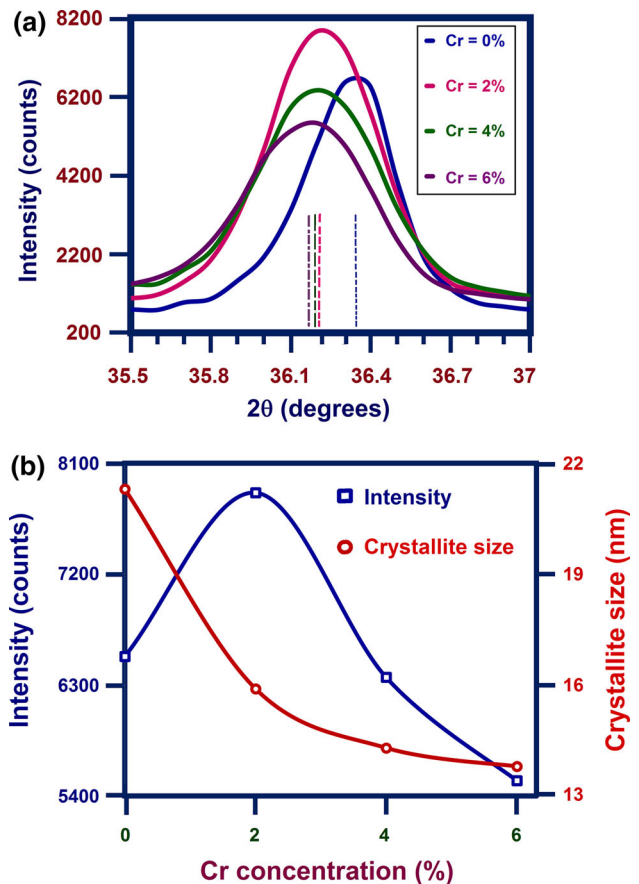 (a)
8200
6200
4200
2200
200
Intensity (counts)
Cr = 0%
Cr = 2%
Cr = 4%
Cr = 6%
35.5 35.8 36.1 36.4 36.7 37
2θ (degrees)
(b)
8100
7200
6300
5400
Intensity (counts)
Intensity
Crystallite size
22
19
16
13
Crystallite size (nm)
0 2 4 6
Cr concentration (%)